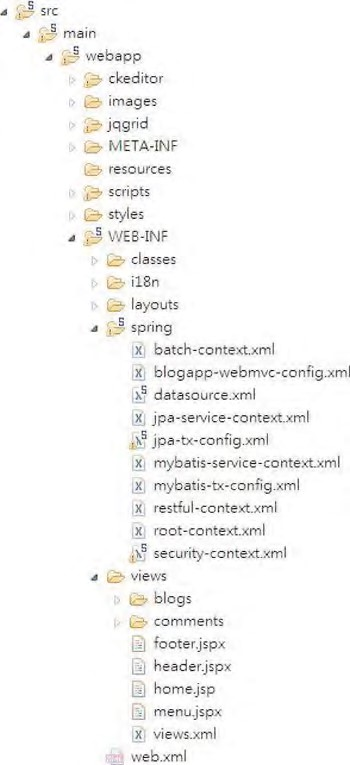 src
main
webapp
ckeditor
images
jqgrid
META-INF
resources
scripts
styles
WEB-INF
classes
i18n
layouts
spring
batch-context.xml
blogapp-webmvc-config.xml
datasource.xml
jpa-service-context.xml
jpa-tx-config.xml
mybatis-service-context.xml
mybatis-tx-config.xml
restful-context.xml
root-context.xml
security-context.xml
views
blogs
comments
footer.jspx
header.jspx
home.jsp
menu.jspx
views.xml
web.xml